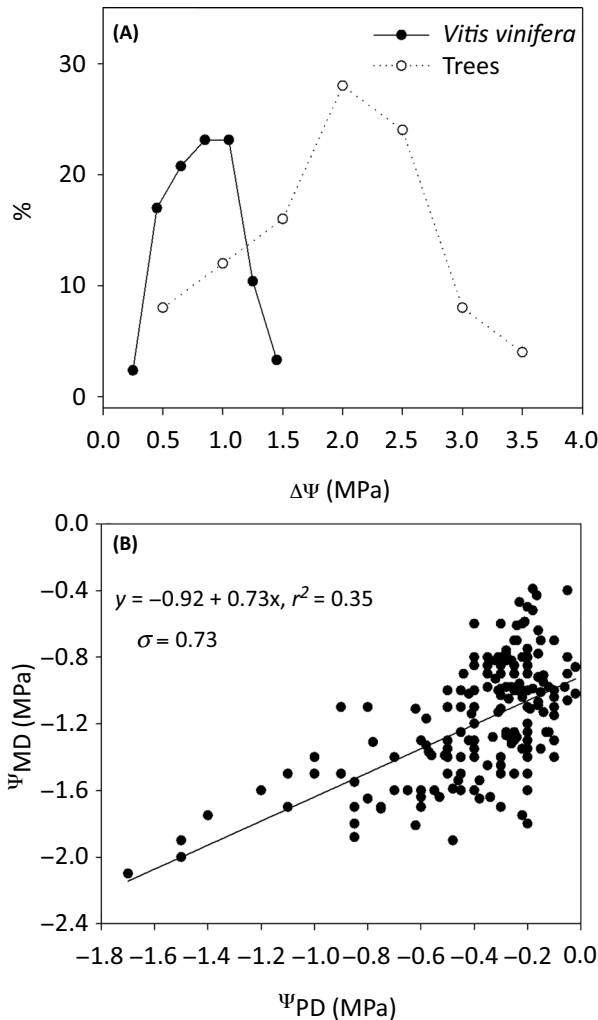 (A)
Vitis vinifera
Trees
30
20
10
0
%
0.0 0.5 1.0 1.5 2.0 2.5 3.0 3.5 4.0
ΔΨ (MPa)
(B)
0.0
−0.4
−0.8
−1.2
−1.6
−2.0
−2.4
y = −0.92 + 0.73x, r² = 0.35
σ = 0.73
ΨMD (MPa)
−1.8 −1.6 −1.4 −1.2 −1.0 −0.8 −0.6 −0.4 −0.2 0.0
ΨPD (MPa)